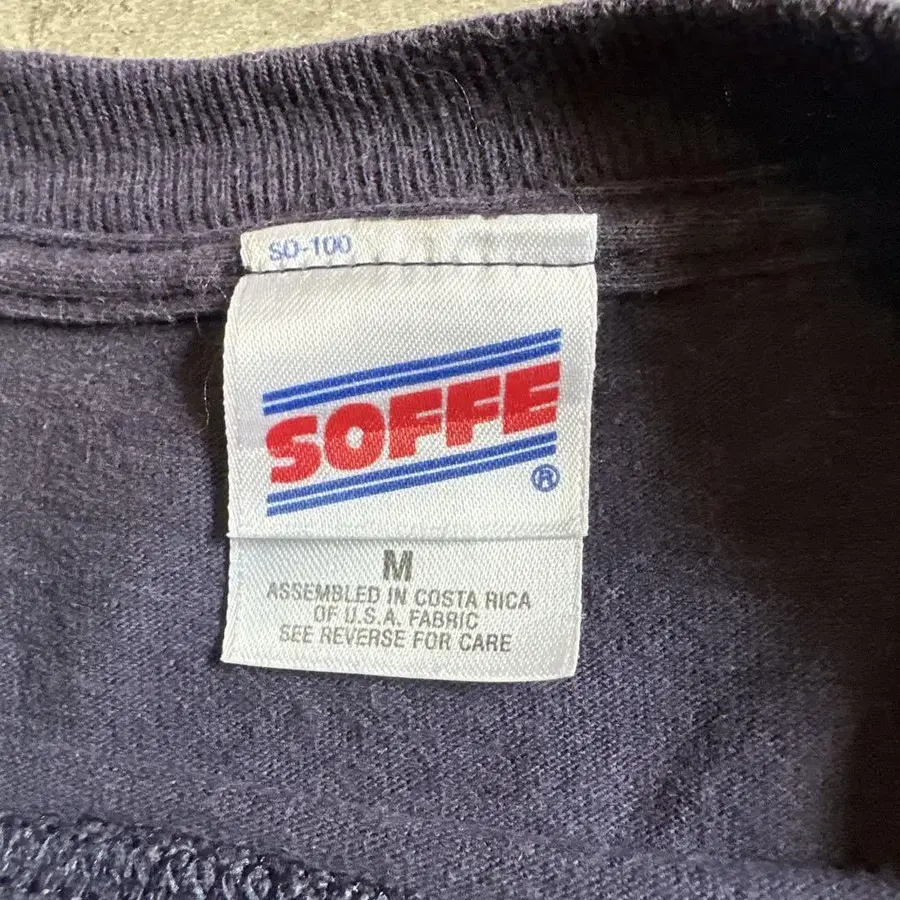 SO-100
SOFFE
®
M
ASSEMBLED IN COSTA RICA
OF U.S.A. FABRIC
SEE REVERSE FOR CARE